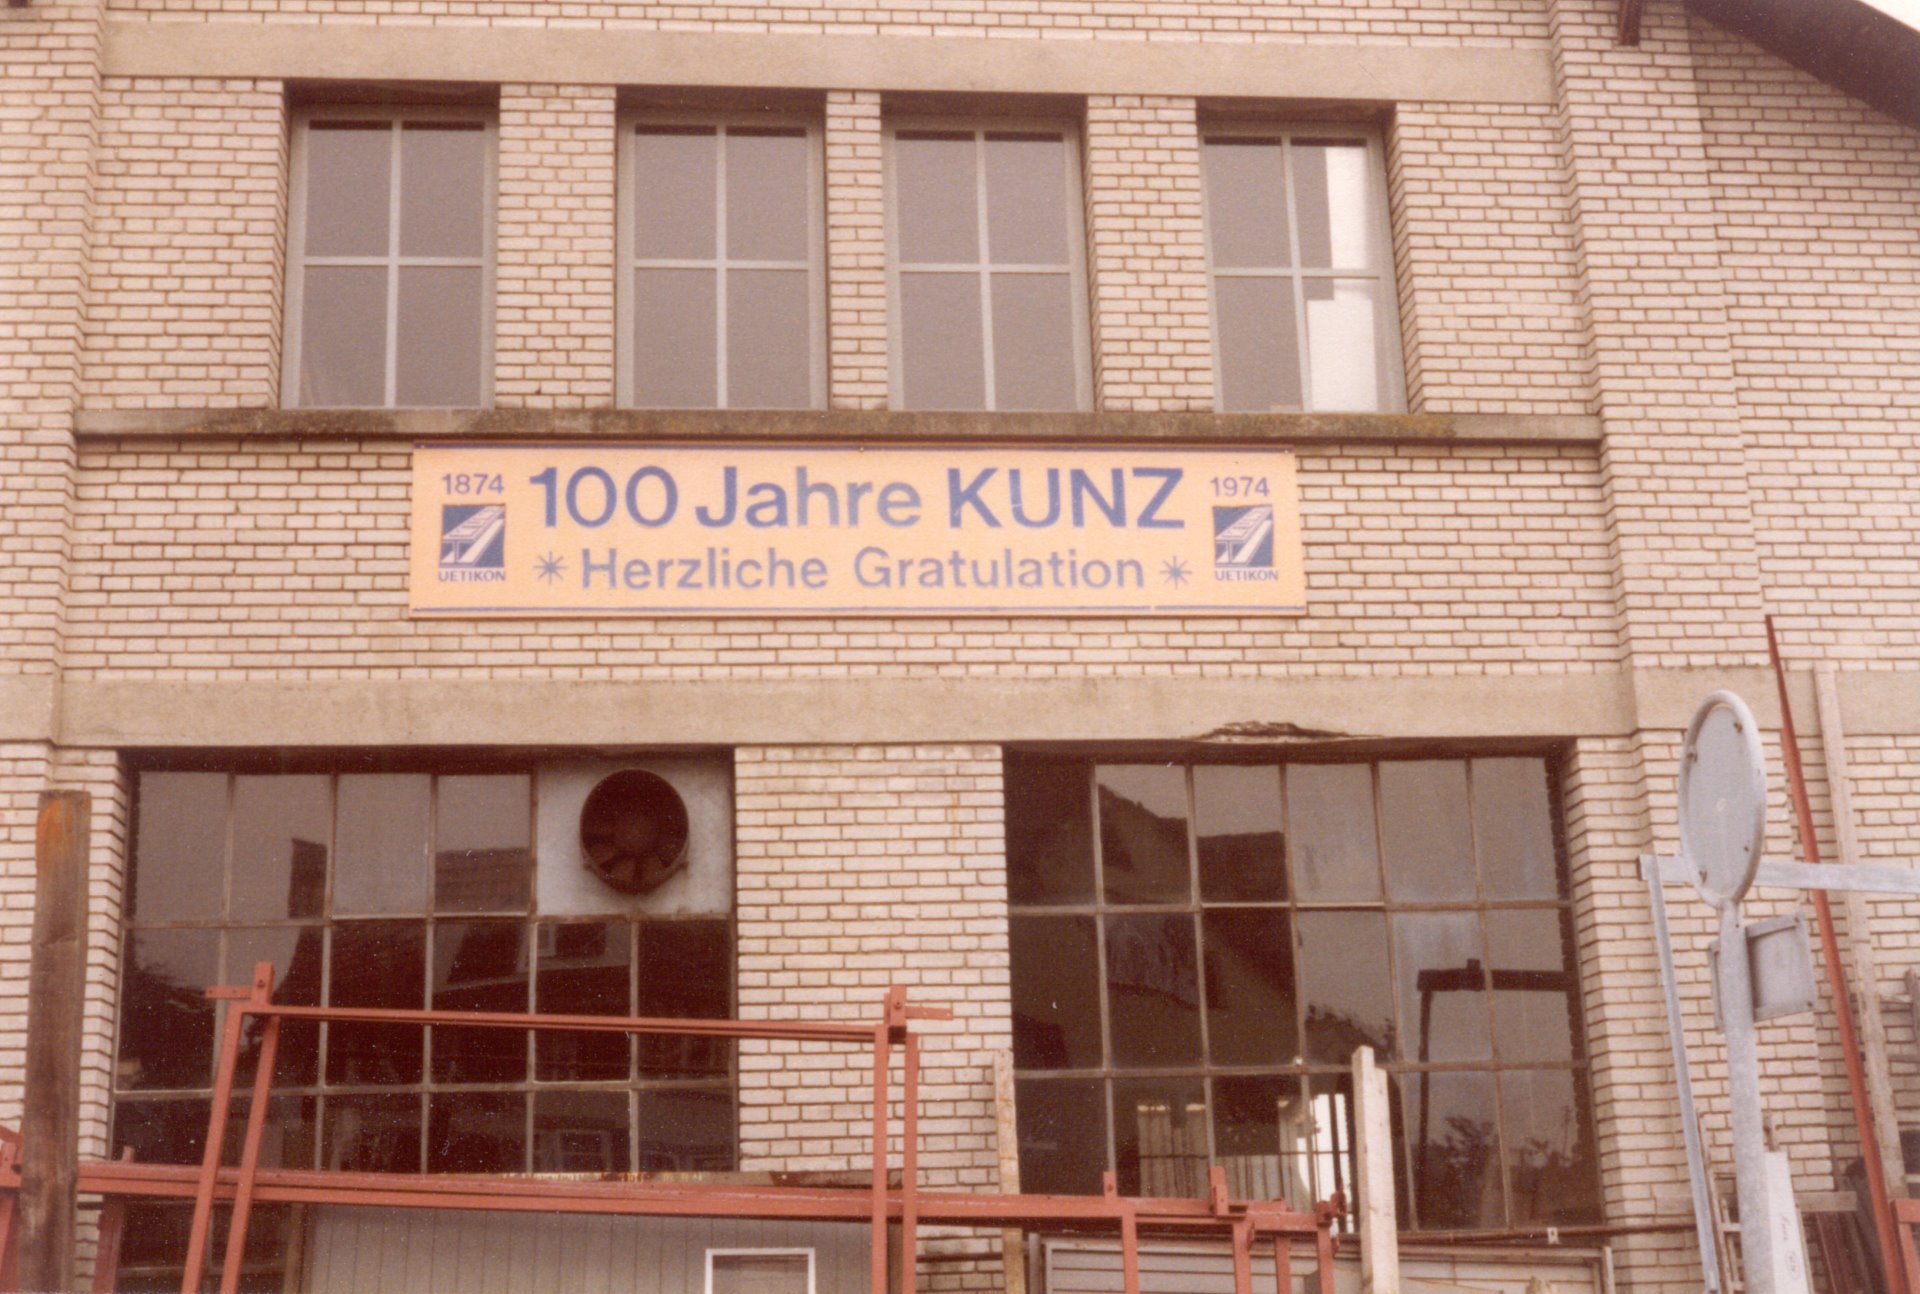 1874 100 Jahre KUNZ 1974
UETIKON * Herzliche Gratulation * UETIKON